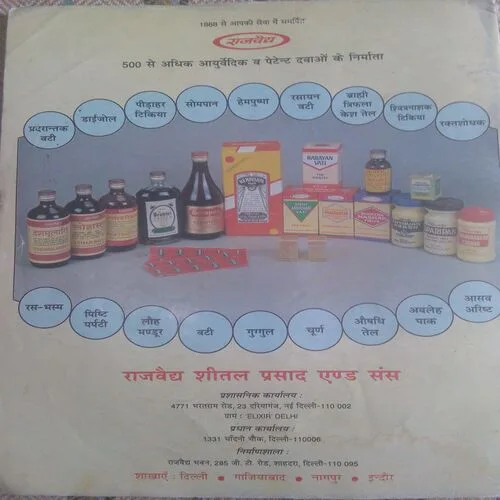 1868 से आपकी सेवा में समर्पित
राजवैद्य
500 से अधिक आयुर्वेदिक व पेटेन्ट दवाओं के निर्माता
प्रदरान्तक
वटी
डाईजोल
पीड़ाहर
टिकिया
सोमपान
हेमपुष्पा
रसायन
वटी
ब्राह्मी
त्रिफला
केश तेल
श्वित्रनाशक
टिकिया
रक्तशोधक
NARAYAN
VATI
रस-भस्म
पिष्टि
पर्पटी
लौह
मण्डूर
वटी
गुग्गुल
चूर्ण
औषधि
तेल
अवलेह
पाक
आसव
अरिष्ट
राजवैद्य शीतल प्रसाद एण्ड संस
प्रशासनिक कार्यालय :
4771 भरतराम रोड, 23 दरियागंज, नई दिल्ली-110 002
ग्राम : 'ELIXIR' DELHI
प्रधान कार्यालय :
1331 चाँदनी चौक, दिल्ली-110006
निर्माणशाला :
राजवैद्य भवन, 285 जी. टी. रोड, शाहदरा, दिल्ली-110 095
शाखाएँ : दिल्ली • गाजियाबाद • नागपुर • इन्दौर